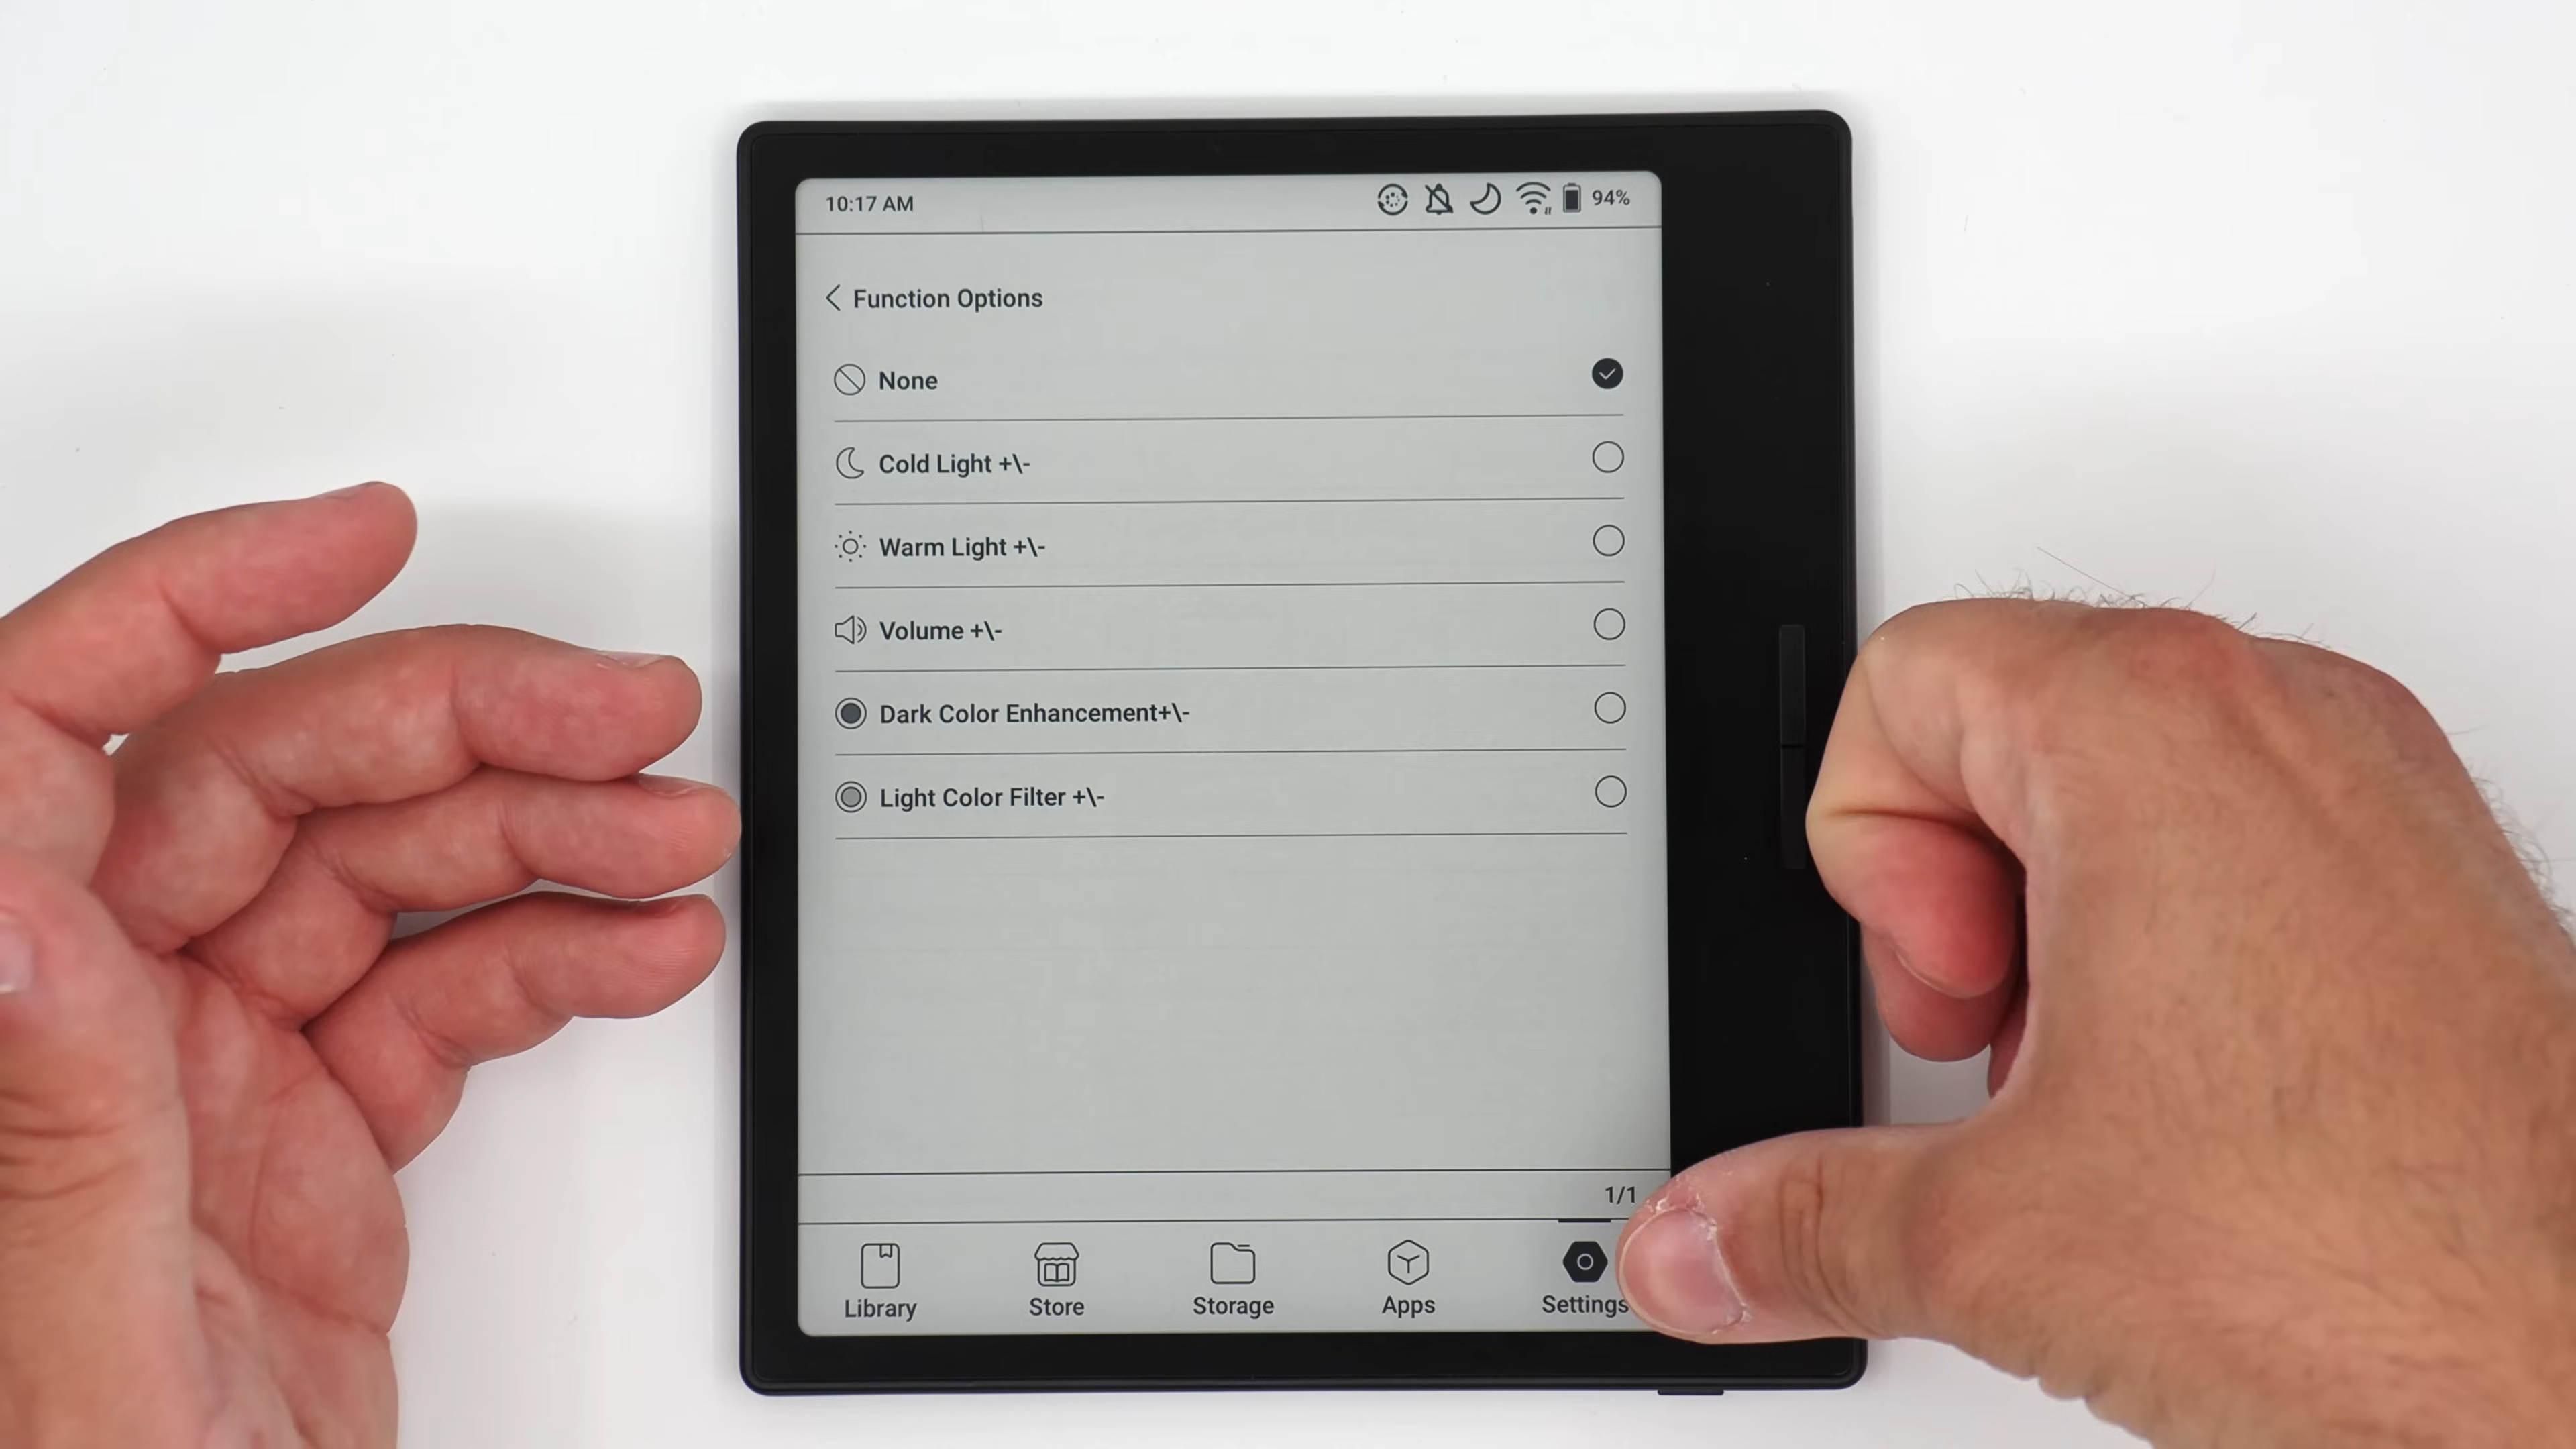 10:17 AM
94%
Function Options
None
Cold Light +\-
Warm Light +\-
Volume +\-
Dark Color Enhancement+\-
Light Color Filter +\-
1/1
Library
Store
Storage
Apps
Settings